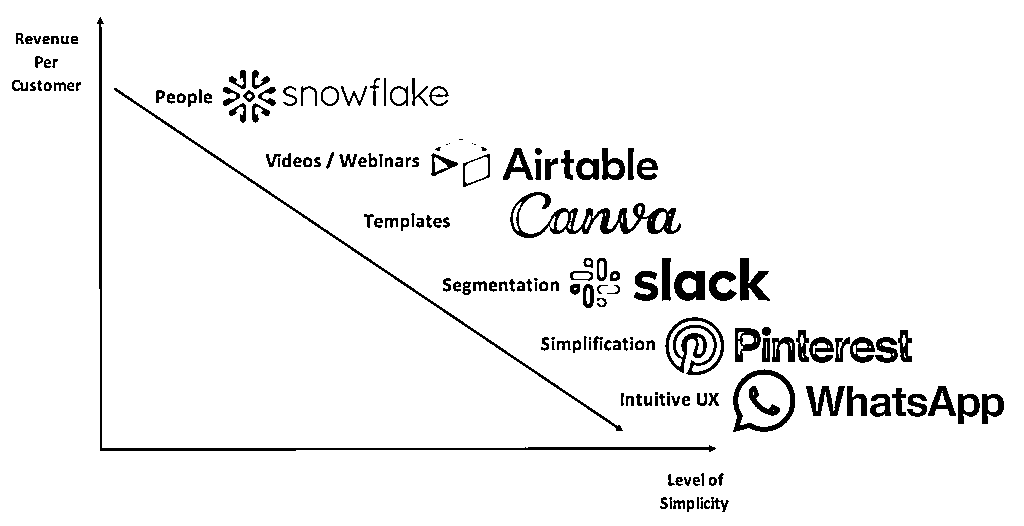 Revenue
Per
Customer
People snowflake
Videos / Webinars Airtable
Templates Canva
Segmentation slack
Simplification Pinterest
Intuitive UX WhatsApp
Level of
Simplicity